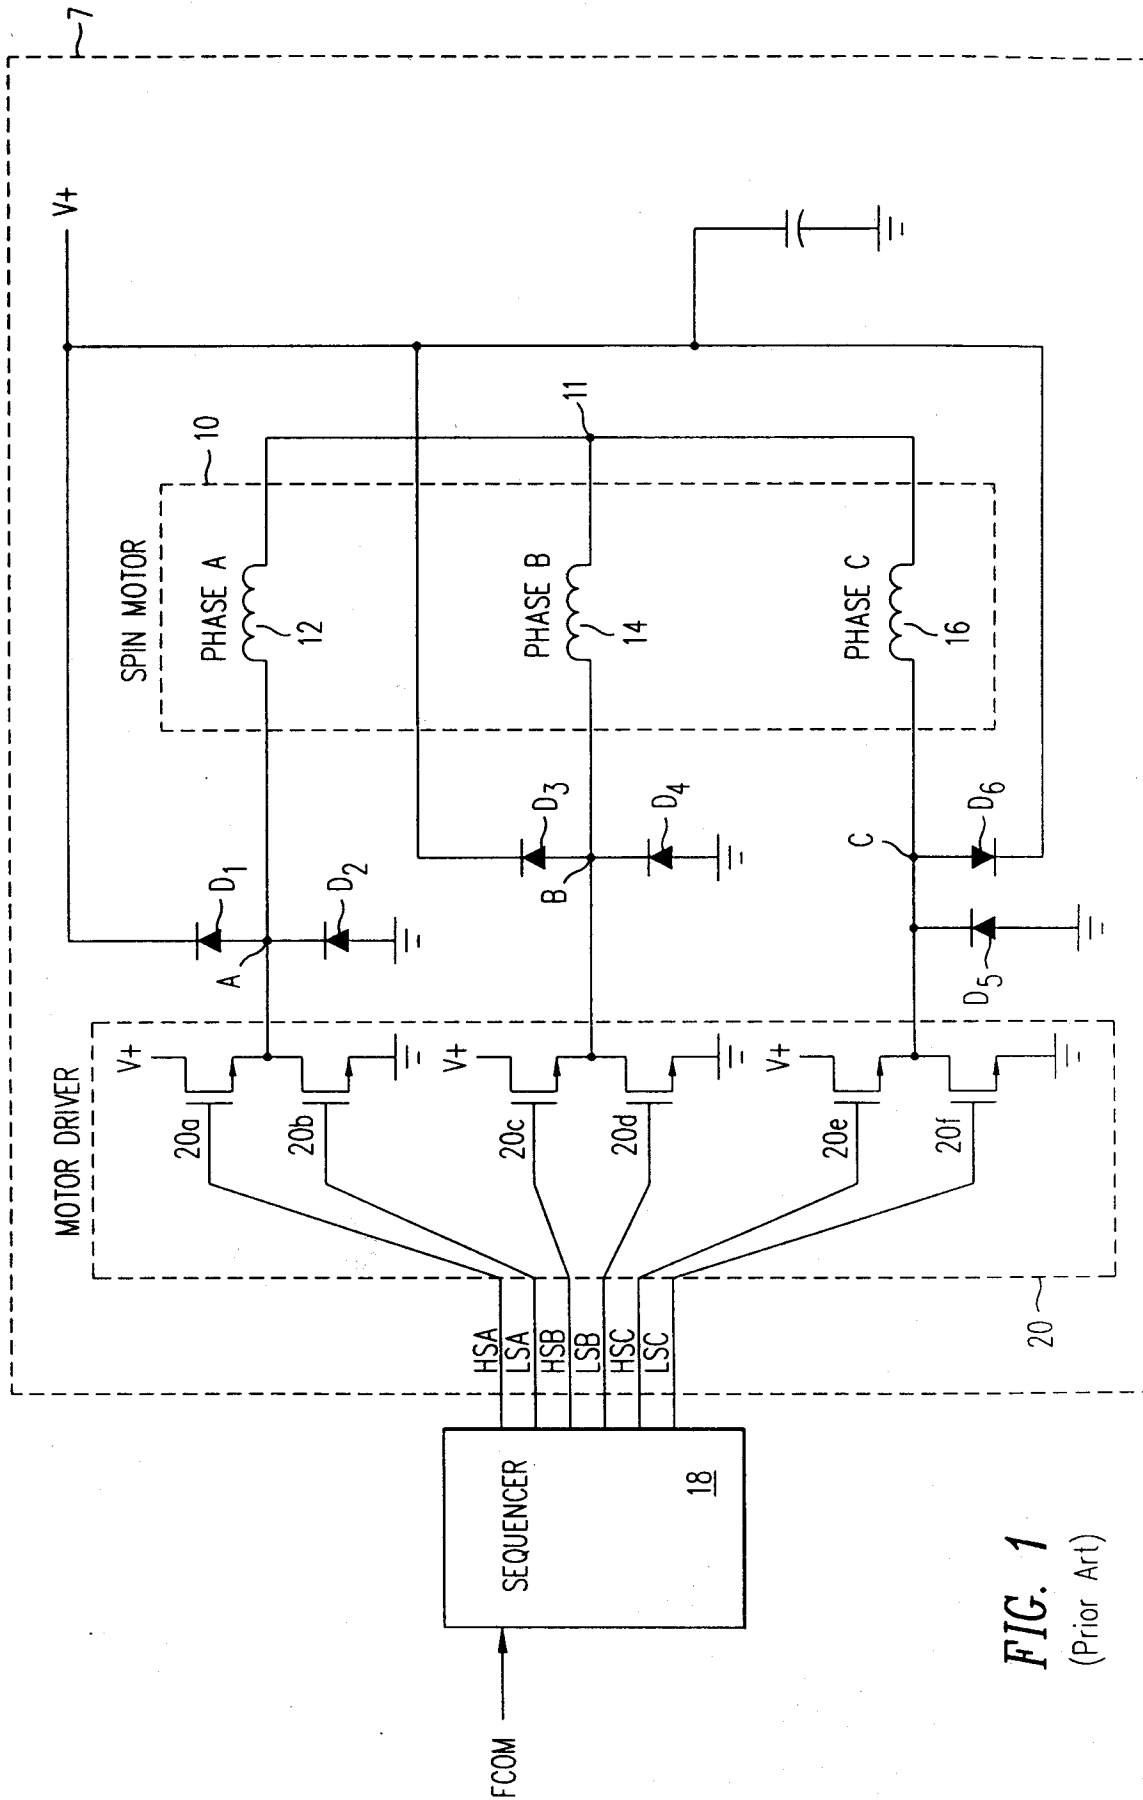 7
V+
10
SPIN MOTOR
PHASE A
12
11
PHASE B
14
PHASE C
16
D1
D2
A
D3
D4
B
C
D6
D5
MOTOR DRIVER
V+
20a
20b
V+
20c
20d
V+
20e
20f
20
HSA
LSA
HSB
LSB
HSC
LSC
SEQUENCER
18
FCOM
FIG. 1
(Prior Art)